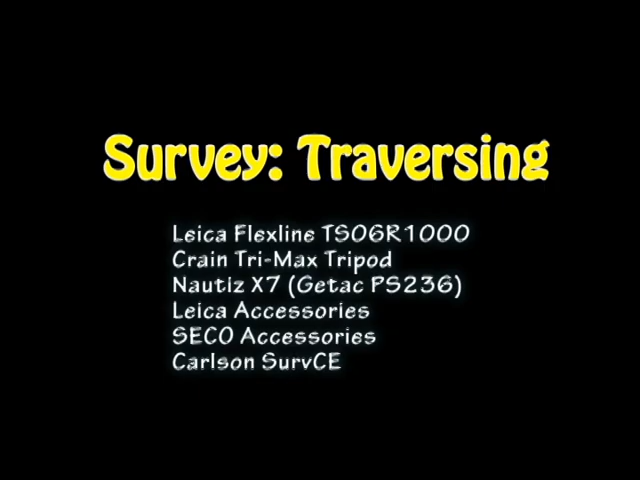 Survey: Traversing
Leica Flexline TS06R1000
Crain Tri-Max Tripod
Nautiz X7 (Getac PS236)
Leica Accessories
SECO Accessories
Carlson SurvCE